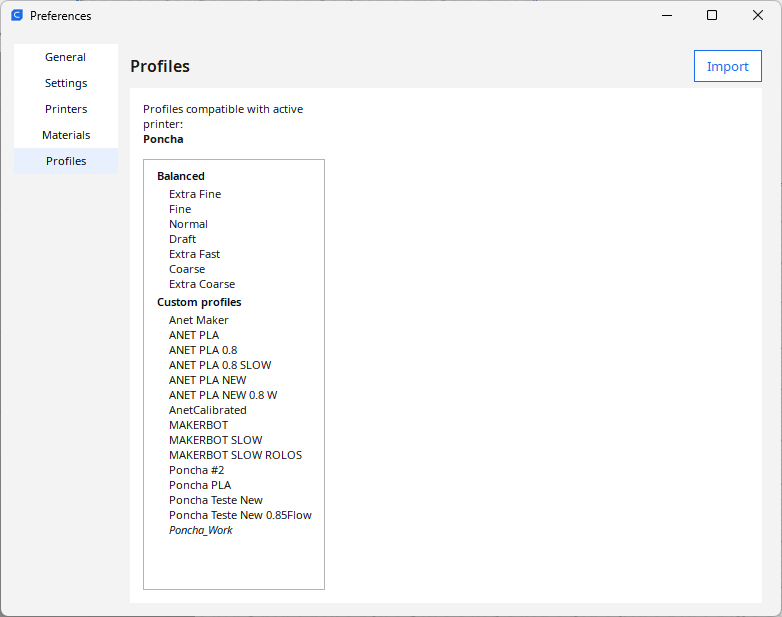 Preferences
General
Settings
Printers
Materials
Profiles
Profiles
Import
Profiles compatible with active
printer:
Poncha
Balanced
Extra Fine
Fine
Normal
Draft
Extra Fast
Coarse
Extra Coarse
Custom profiles
Anet Maker
ANET PLA
ANET PLA 0.8
ANET PLA 0.8 SLOW
ANET PLA NEW
ANET PLA NEW 0.8 W
AnetCalibrated
MAKERBOT
MAKERBOT SLOW
MAKERBOT SLOW ROLOS
Poncha #2
Poncha PLA
Poncha Teste New
Poncha Teste New 0.85Flow
Poncha_Work